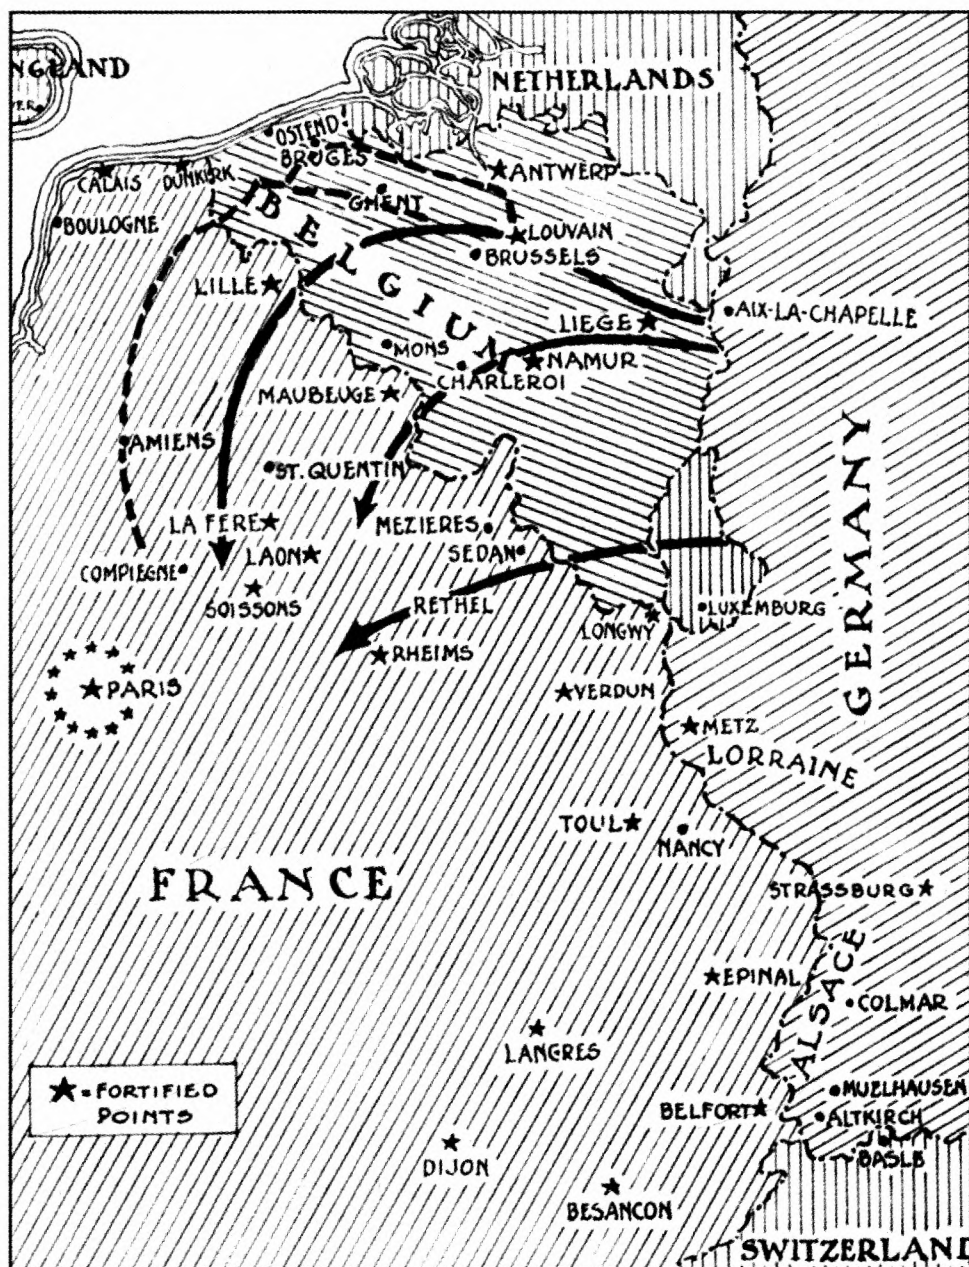 NGLAND
VER
NETHERLANDS
OSTEND
BRUGES
ANTWERP
CALAIS
DUNKIRK
GHENT
BOULOGNE
BELGIUM
LOUVAIN
BRUSSELS
LILLE
LIEGE
AIX-LA-CHAPELLE
MONS
NAMUR
CHARLEROI
MAUBEUGE
AMIENS
ST. QUENTIN
GERMANY
LA FERE
MEZIERES
LAON
SEDAN
COMPIEGNE
SOISSONS
RETHEL
LONGWY
LUXEMBURG
RHEIMS
PARIS
VERDUN
METZ
LORRAINE
TOUL
NANCY
FRANCE
STRASSBURG
EPINAL
ALSACE
COLMAR
LANGRES
★=FORTIFIED
POINTS
MUELHAUSEN
BELFORT
ALTKIRCH
BASLE
DIJON
BESANCON
SWITZERLAND